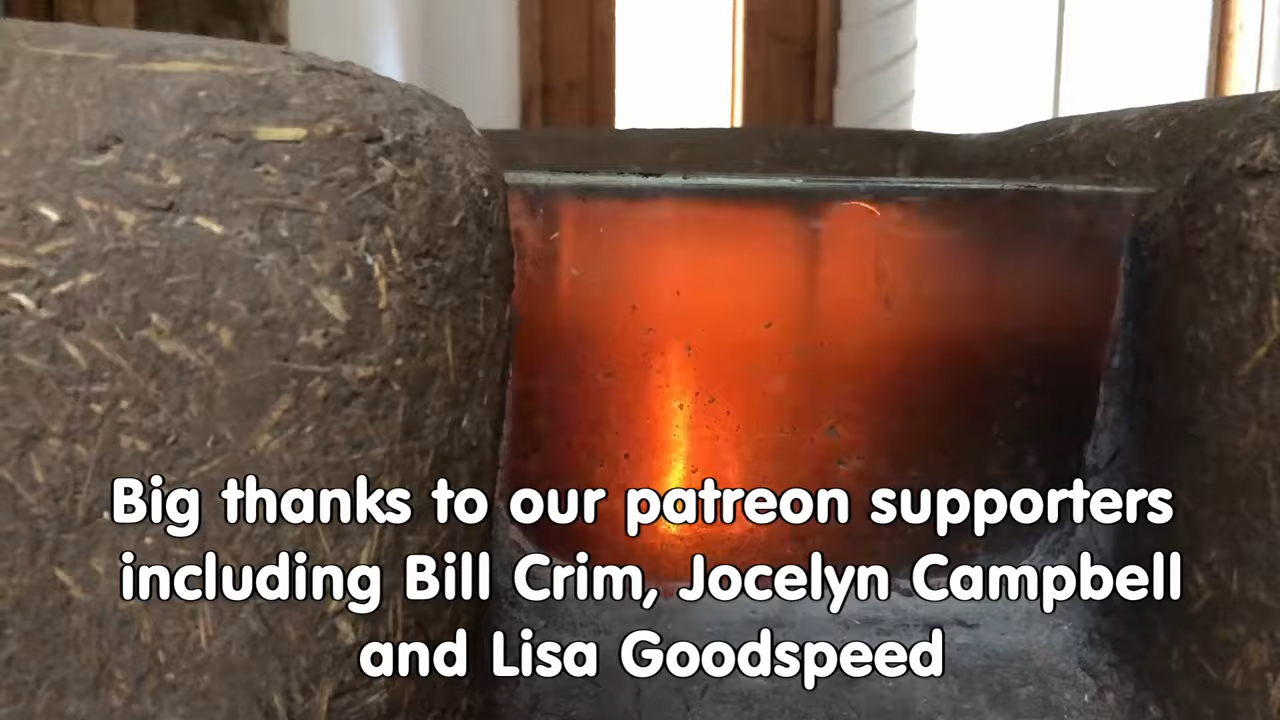 Big thanks to our patreon supporters
including Bill Crim, Jocelyn Campbell
and Lisa Goodspeed